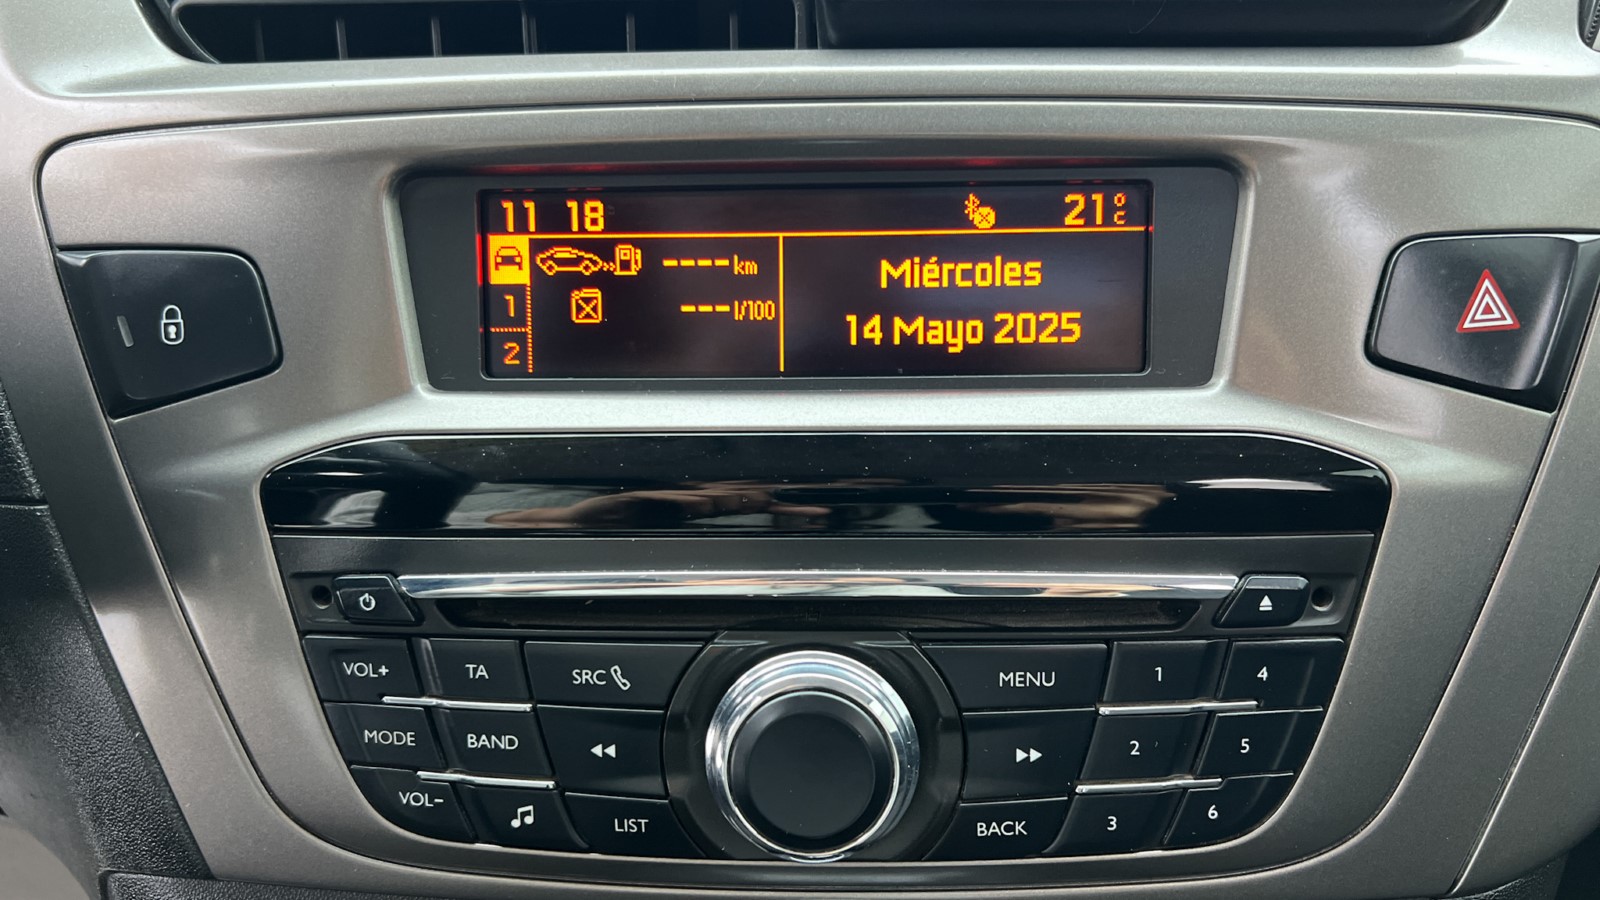 11 18 21°C
---- km
1 --- l/100
2
Miércoles
14 Mayo 2025
VOL+ TA SRC MENU 1 4
MODE BAND 2 5
VOL- LIST BACK 3 6